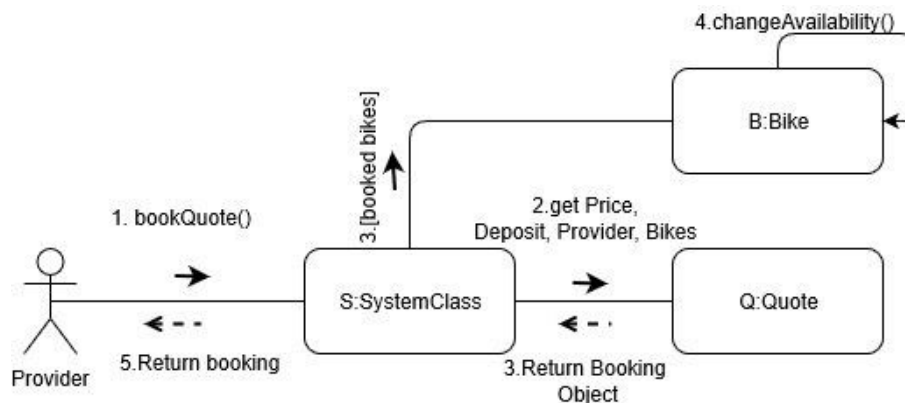 4.changeAvailability()
B:Bike
3.[booked bikes]
1. bookQuote()
2.get Price,
Deposit, Provider, Bikes
S:SystemClass
Q:Quote
5.Return booking
3.Return Booking
Object
Provider